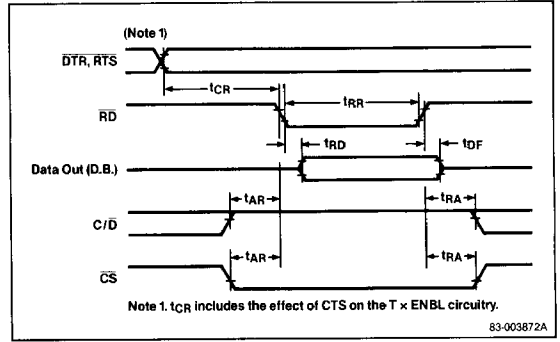 (Note 1)
DTR, RTS
tCR
tRR
RD
tRD
tDF
Data Out (D.B.)
tAR
tRA
C/D
tAR
tRA
CS
Note 1. tCR includes the effect of CTS on the T × ENBL circuitry.
83-003872A